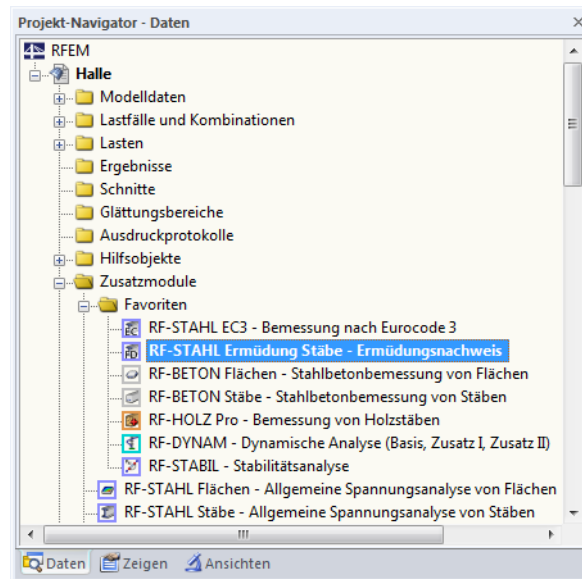 Projekt-Navigator - Daten
RFEM
Halle
Modelldaten
Lastfälle und Kombinationen
Lasten
Ergebnisse
Schnitte
Glättungsbereiche
Ausdruckprotokolle
Hilfsobjekte
Zusatzmodule
Favoriten
RF-STAHL EC3 - Bemessung nach Eurocode 3
RF-STAHL Ermüdung Stäbe - Ermüdungsnachweis
RF-BETON Flächen - Stahlbetonbemessung von Flächen
RF-BETON Stäbe - Stahlbetonbemessung von Stäben
RF-HOLZ Pro - Bemessung von Holzstäben
RF-DYNAM - Dynamische Analyse (Basis, Zusatz I, Zusatz II)
RF-STABIL - Stabilitätsanalyse
RF-STAHL Flächen - Allgemeine Spannungsanalyse von Flächen
RF-STAHL Stäbe - Allgemeine Spannungsanalyse von Stäben
Daten Zeigen Ansichten